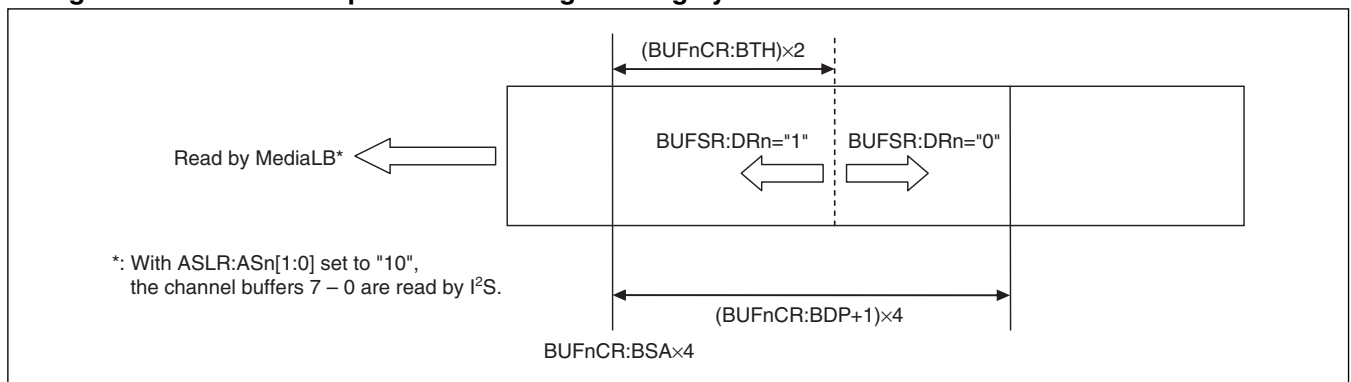 (BUFnCR:BTH)×2
BUFSR:DRn="1"
BUFSR:DRn="0"
Read by MediaLB*
*: With ASLR:ASn[1:0] set to "10",
the channel buffers 7 – 0 are read by I²S.
(BUFnCR:BDP+1)×4
BUFnCR:BSA×4